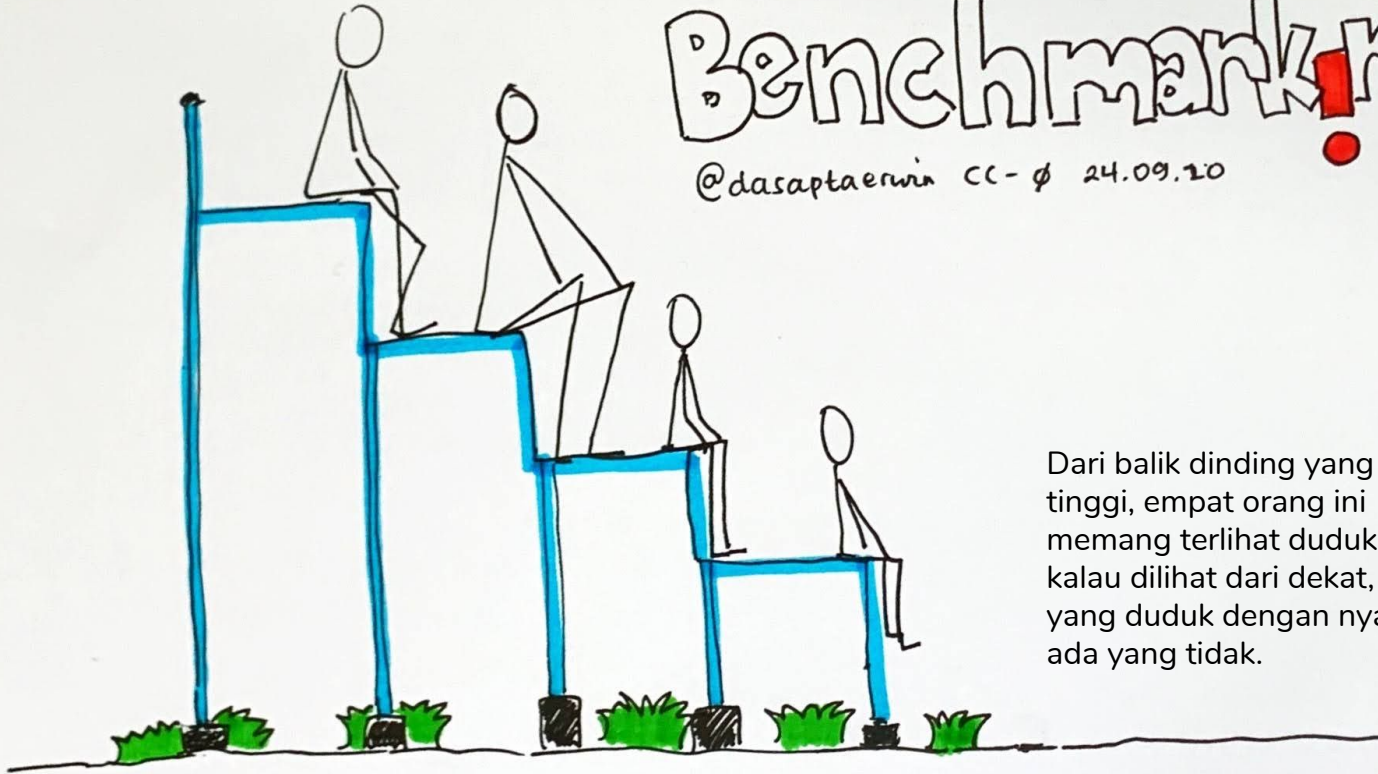 Benchmark!n
@dasaptaerwin CC-Ø 24.09.20
Dari balik dinding yang
tinggi, empat orang ini
memang terlihat duduk
kalau dilihat dari dekat,
yang duduk dengan nya
ada yang tidak.